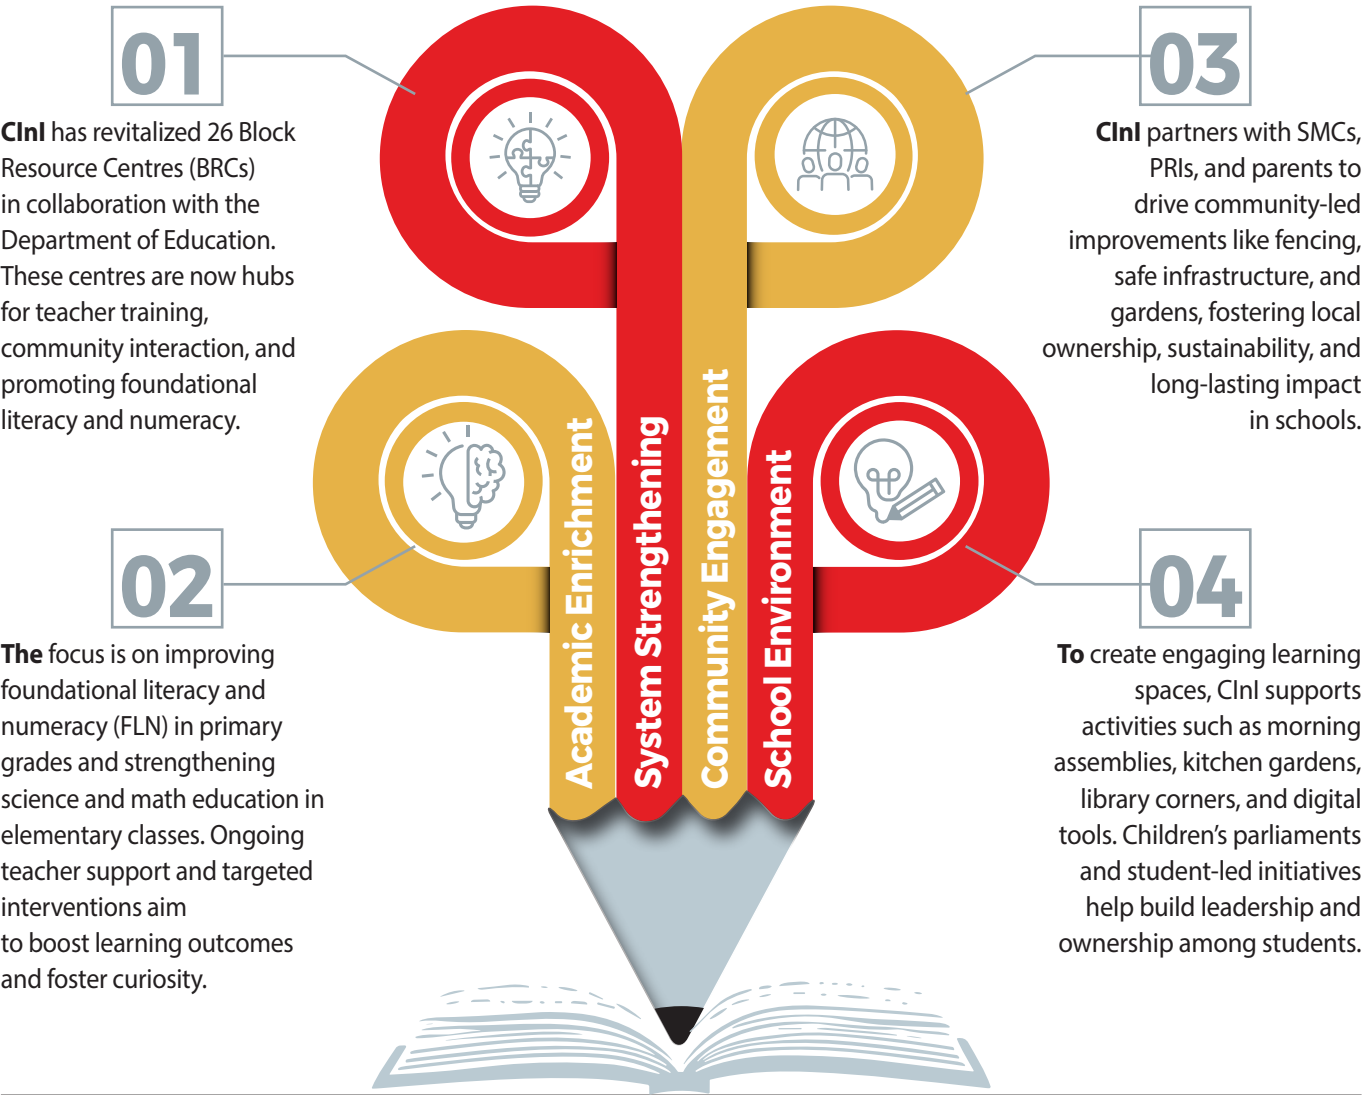 01
CInI has revitalized 26 Block
Resource Centres (BRCs)
in collaboration with the
Department of Education.
These centres are now hubs
for teacher training,
community interaction, and
promoting foundational
literacy and numeracy.
02
The focus is on improving
foundational literacy and
numeracy (FLN) in primary
grades and strengthening
science and math education in
elementary classes. Ongoing
teacher support and targeted
interventions aim
to boost learning outcomes
and foster curiosity.
Academic Enrichment
System Strengthening
Community Engagement
School Environment
03
CInI partners with SMCs,
PRIs, and parents to
drive community-led
improvements like fencing,
safe infrastructure, and
gardens, fostering local
ownership, sustainability, and
long-lasting impact
in schools.
04
To create engaging learning
spaces, CInI supports
activities such as morning
assemblies, kitchen gardens,
library corners, and digital
tools. Children’s parliaments
and student-led initiatives
help build leadership and
ownership among students.